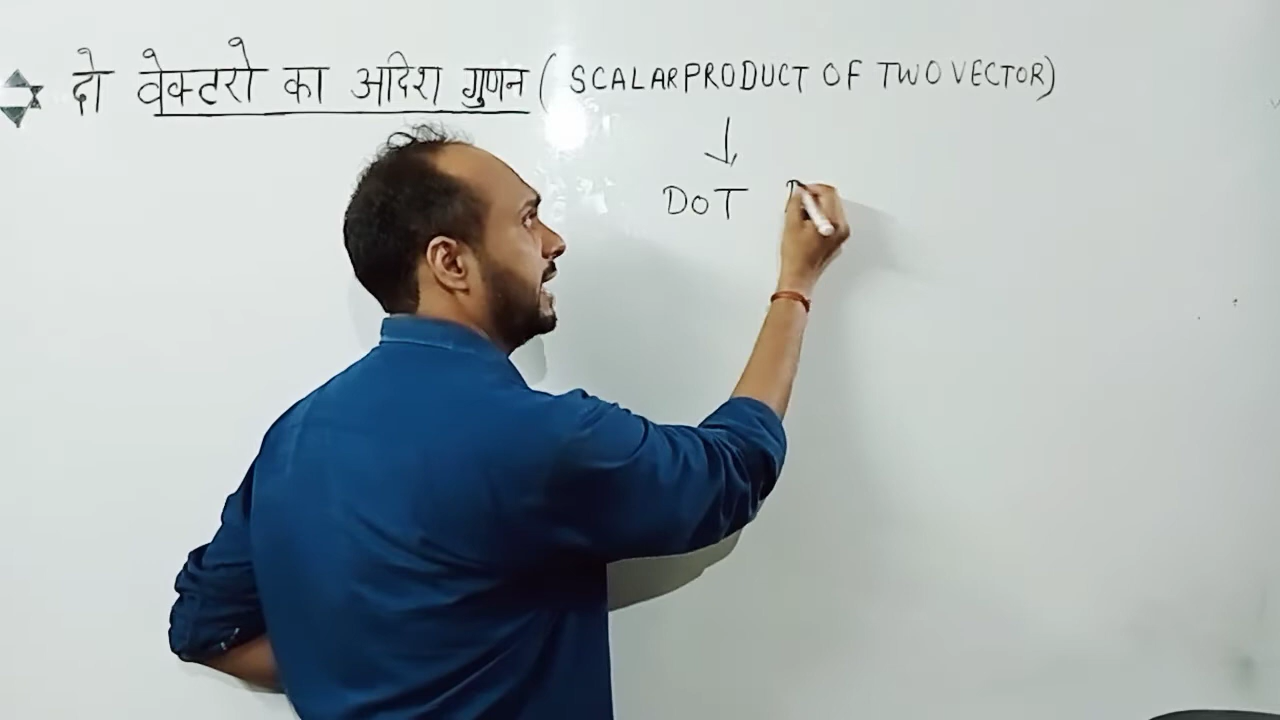 दो वेक्टरो का अदिश गुणन ( SCALAR PRODUCT OF TWO VECTOR)
DOT